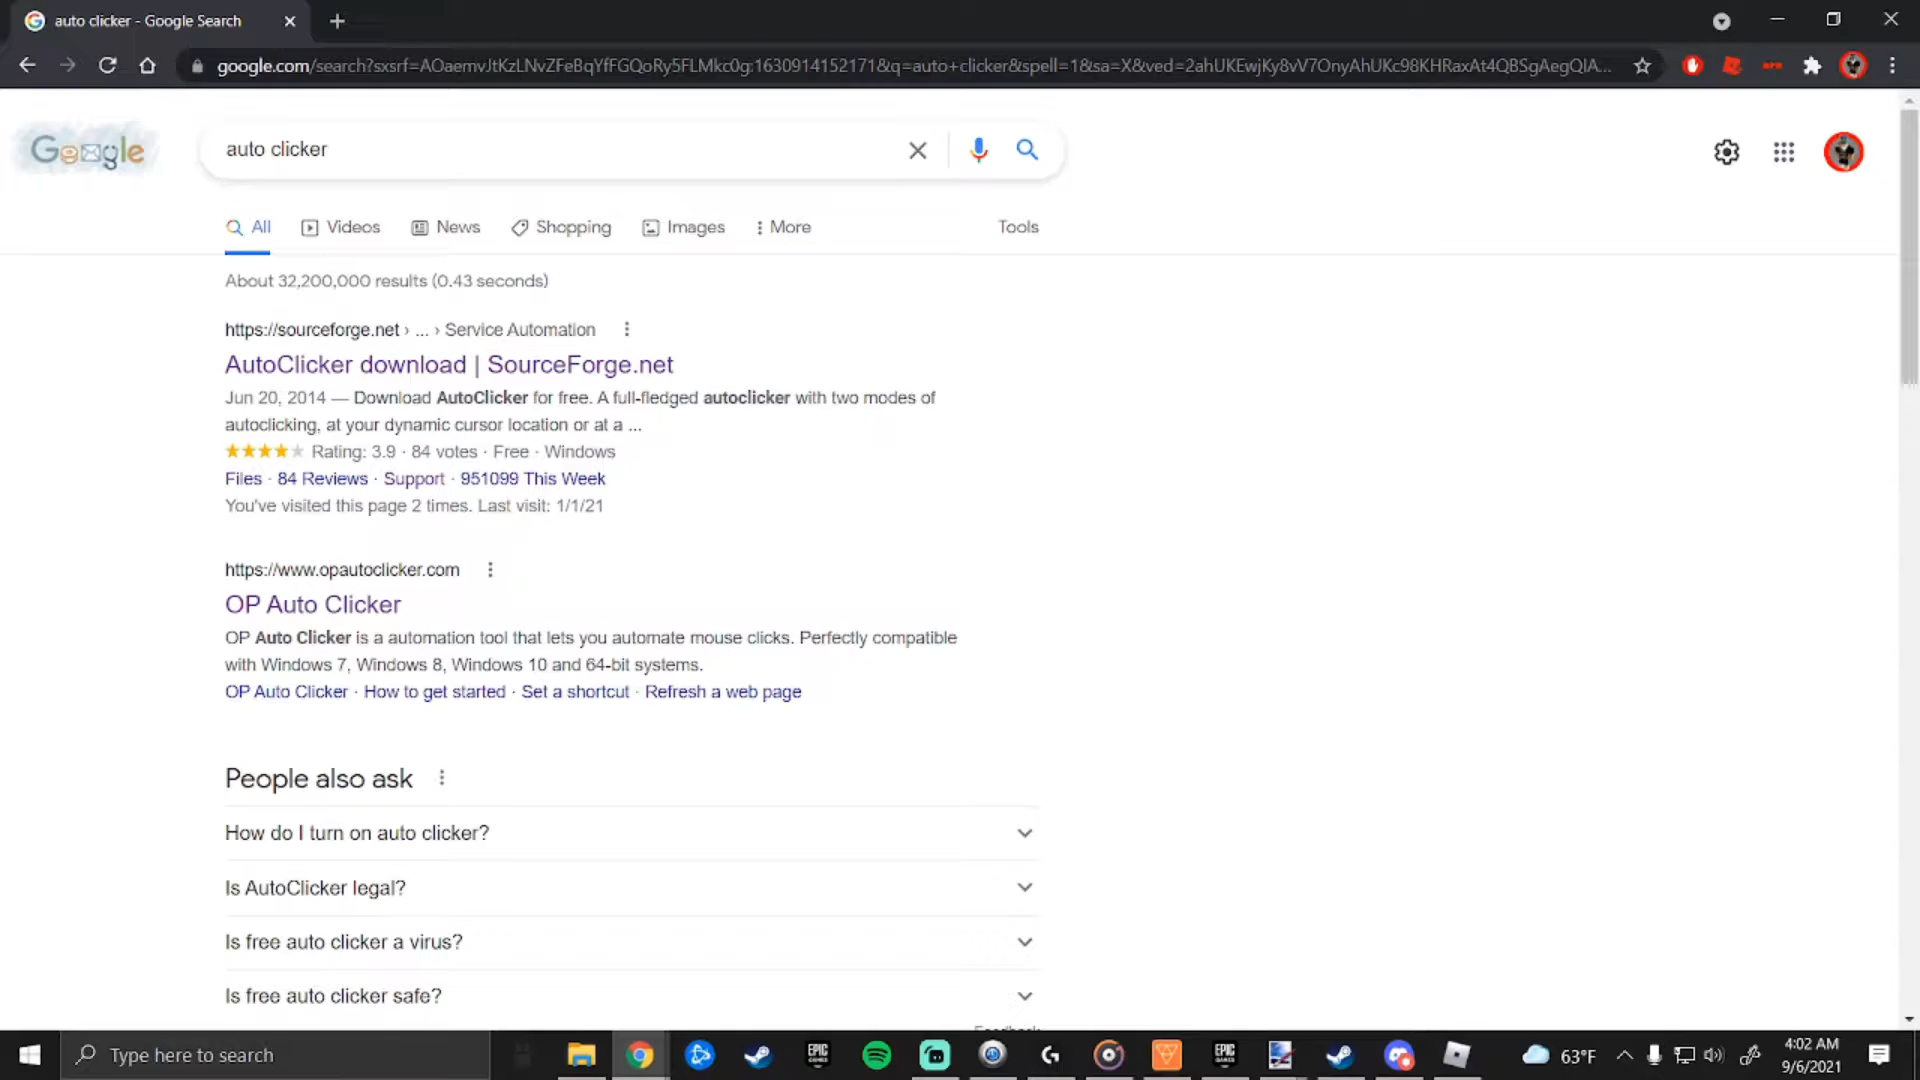 auto clicker - Google Search
google.com/search?sxsrf=AOaemvJtKzLNvZFeBqYfFGQoRy5FLMkc0g:1630914152171&q=auto+clicker&spell=1&sa=X&ved=2ahUKEwjKy8vV7OnyAhUKc98KHRaxAt4QBSgAegQIA...
Google
auto clicker
All
Videos
News
Shopping
Images
More
Tools
About 32,200,000 results (0.43 seconds)
https://sourceforge.net › ... › Service Automation
AutoClicker download | SourceForge.net
Jun 20, 2014 — Download AutoClicker for free. A full-fledged autoclicker with two modes of
autoclicking, at your dynamic cursor location or at a ...
Rating: 3.9 · 84 votes · Free · Windows
Files · 84 Reviews · Support · 951099 This Week
You've visited this page 2 times. Last visit: 1/1/21
https://www.opautoclicker.com
OP Auto Clicker
OP Auto Clicker is a automation tool that lets you automate mouse clicks. Perfectly compatible
with Windows 7, Windows 8, Windows 10 and 64-bit systems.
OP Auto Clicker · How to get started · Set a shortcut · Refresh a web page
People also ask
How do I turn on auto clicker?
Is AutoClicker legal?
Is free auto clicker a virus?
Is free auto clicker safe?
Type here to search
EPIC
GAMES
EPIC
GAMES
63°F
4:02 AM
9/6/2021